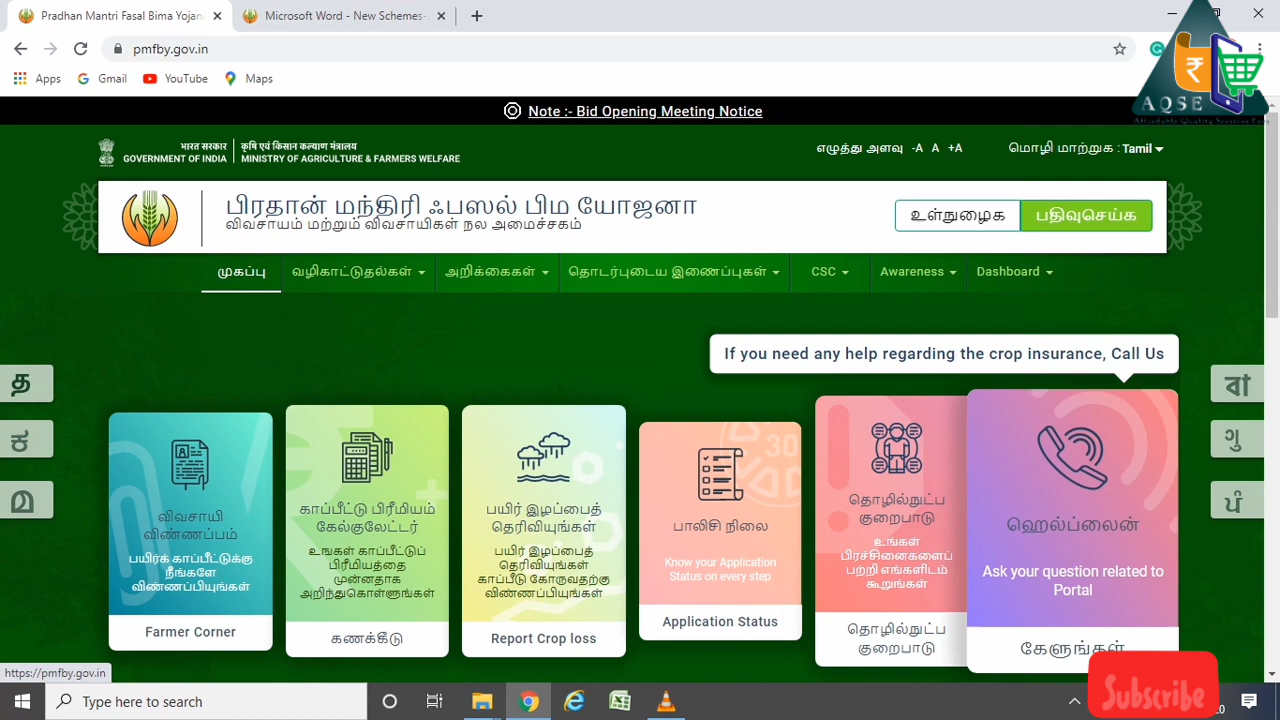 Pradhan Mantri Fasal Bima Yojana
Microsoft Word - New Schemes-
pmfby.gov.in
Apps
Gmail
YouTube
Maps
AQSE
Note :- Bid Opening Meeting Notice
भारत सरकार
GOVERNMENT OF INDIA
कृषि एवं किसान कल्याण मंत्रालय
MINISTRY OF AGRICULTURE & FARMERS WELFARE
எழுத்து அளவு -A A +A
மொழி மாற்றுக : Tamil
பிரதான் மந்திரி ஃபஸல் பிம யோஜனா
விவசாயம் மற்றும் விவசாயிகள் நல அமைச்சகம்
உள்நுழைக
பதிவுசெய்க
முகப்பு
வழிகாட்டுதல்கள்
அறிக்கைகள்
தொடர்புடைய இணைப்புகள்
CSC
Awareness
Dashboard
If you need any help regarding the crop insurance, Call Us
த
ಕ
മ
বা
ગુ
ਪੰ
விவசாயி
விண்ணப்பம்
பயிர்க் காப்பீட்டுக்கு
நீங்களே
விண்ணப்பியுங்கள்
Farmer Corner
காப்பீட்டு பிரீமியம்
கேல்குலேட்டர்
உங்கள் காப்பீட்டுப்
பிரீமியத்தை
முன்னதாக
அறிந்துகொள்ளுங்கள்
கணக்கீடு
பயிர் இழப்பைத்
தெரிவியுங்கள்
பயிர் இழப்பைத்
தெரிவியுங்கள்
காப்பீடு கோருவதற்கு
விண்ணப்பியுங்கள்
Report Crop loss
பாலிசி நிலை
Know your Application
Status on every step
Application Status
தொழில்நுட்ப
குறைபாடு
உங்கள்
பிரச்சினைகளைப்
பற்றி எங்களிடம்
கூறுங்கள்
தொழில்நுட்ப
குறைபாடு
ஹெல்ப்லைன்
Ask your question related to
Portal
கேளுங்கள்
https://pmfby.gov.in
Type here to search
Subscribe